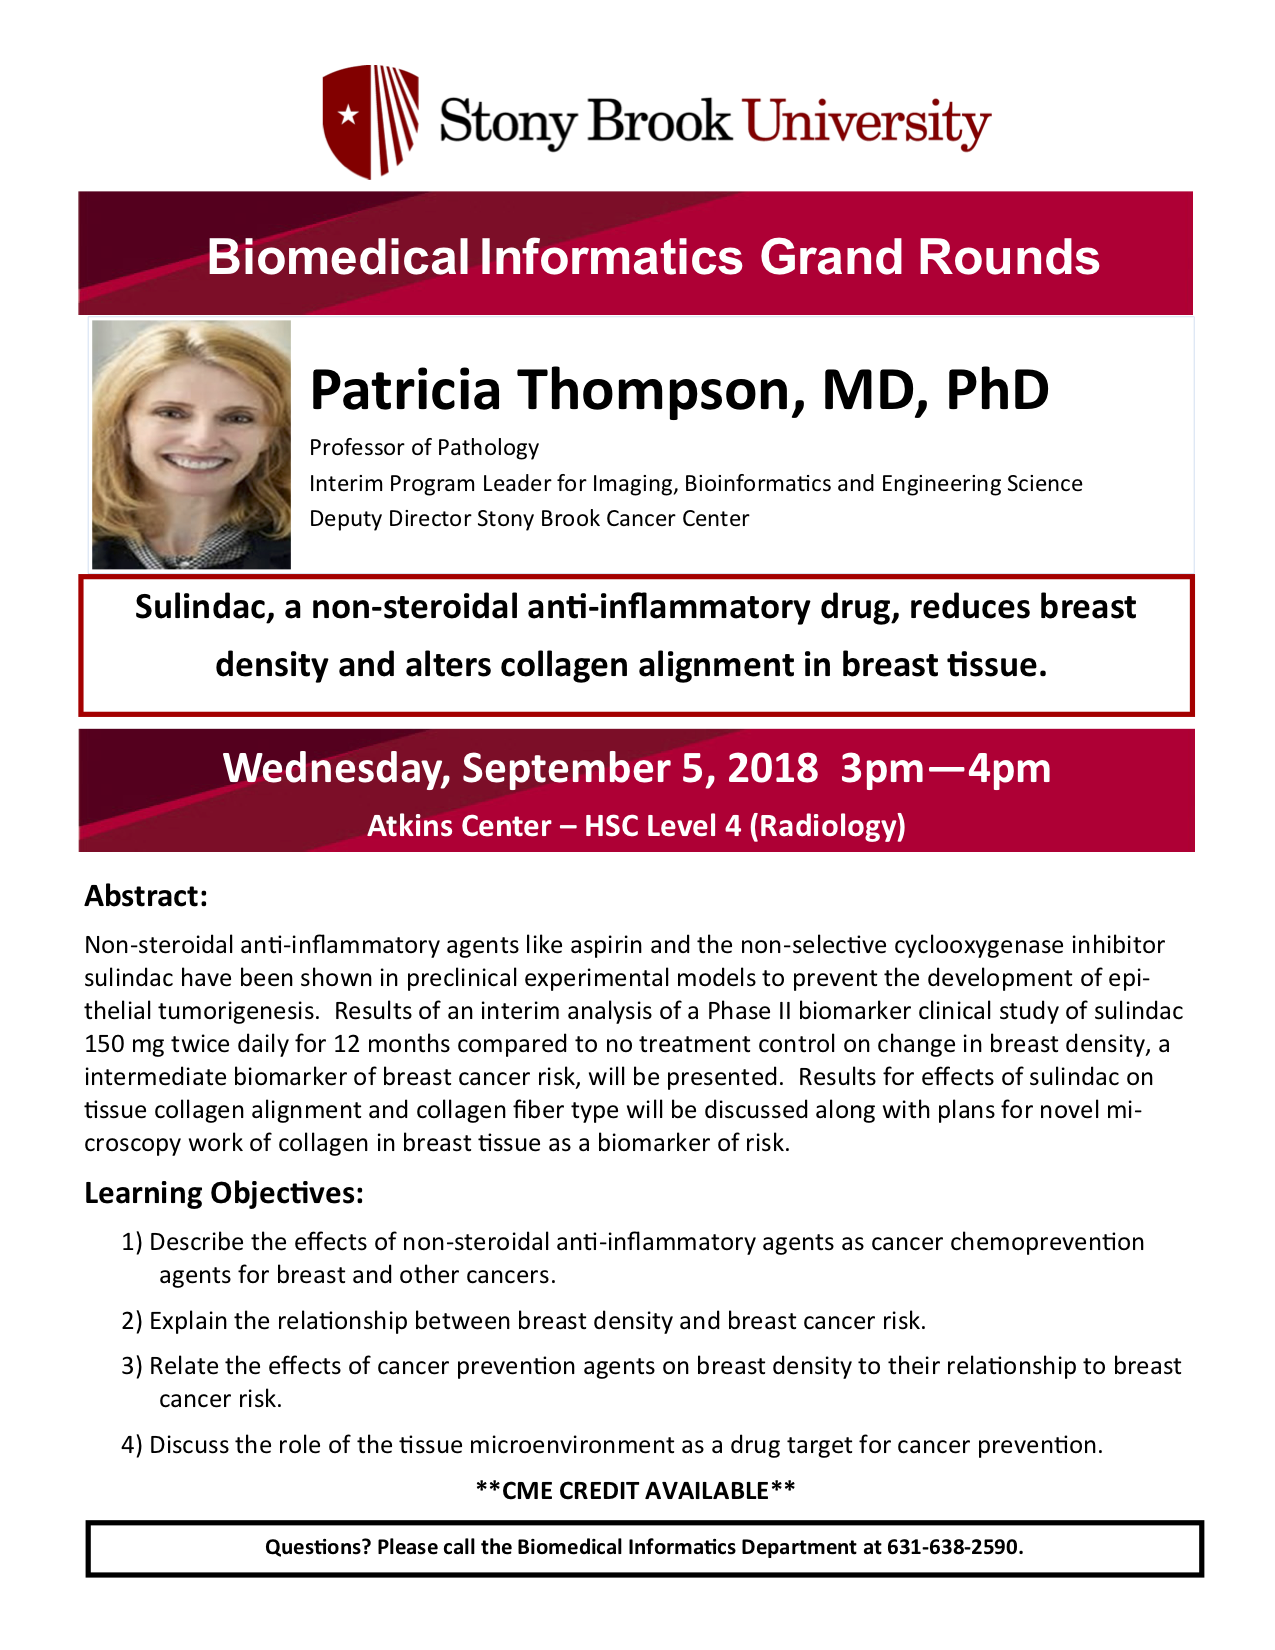 Stony Brook University
Biomedical Informatics Grand Rounds
Patricia Thompson, MD, PhD
Professor of Pathology
Interim Program Leader for Imaging, Bioinformatics and Engineering Science
Deputy Director Stony Brook Cancer Center
Sulindac, a non-steroidal anti-inflammatory drug, reduces breast
density and alters collagen alignment in breast tissue.
Wednesday, September 5, 2018  3pm—4pm
Atkins Center – HSC Level 4 (Radiology)
Abstract:
Non-steroidal anti-inflammatory agents like aspirin and the non-selective cyclooxygenase inhibitor
sulindac have been shown in preclinical experimental models to prevent the development of epi-
thelial tumorigenesis.  Results of an interim analysis of a Phase II biomarker clinical study of sulindac
150 mg twice daily for 12 months compared to no treatment control on change in breast density, a
intermediate biomarker of breast cancer risk, will be presented.  Results for effects of sulindac on
tissue collagen alignment and collagen fiber type will be discussed along with plans for novel mi-
croscopy work of collagen in breast tissue as a biomarker of risk.
Learning Objectives:
1) Describe the effects of non-steroidal anti-inflammatory agents as cancer chemoprevention
agents for breast and other cancers.
2) Explain the relationship between breast density and breast cancer risk.
3) Relate the effects of cancer prevention agents on breast density to their relationship to breast
cancer risk.
4) Discuss the role of the tissue microenvironment as a drug target for cancer prevention.
**CME CREDIT AVAILABLE**
Questions? Please call the Biomedical Informatics Department at 631-638-2590.